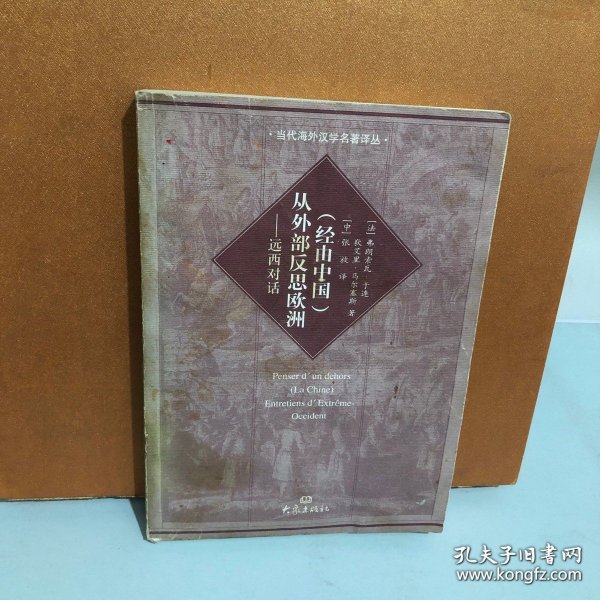 ·当代海外汉学名著译丛·
（经由中国）
从外部反思欧洲
——远西对话
［法］弗朗索瓦·于连
狄艾里·马尔塞斯 著
［中］张放 译
Penser d'un dehors
(La Chine)
Entretiens d'Extrême-
Occident
大象出版社
孔夫子旧书网
www.kongfz.com